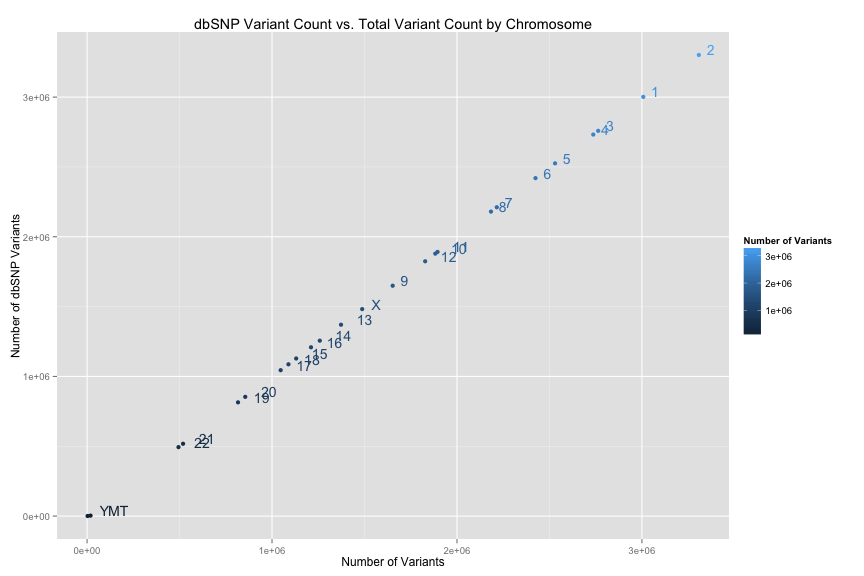 dbSNP Variant Count vs. Total Variant Count by Chromosome
2
1
3e+06
3
4
5
6
7
8
2e+06
11
10
12
9
X
13
14
16
15
18
17
1e+06
20
19
21
22
YMT
0e+00
0e+00 1e+06 2e+06 3e+06
Number of Variants
Number of dbSNP Variants
Number of Variants
3e+06
2e+06
1e+06